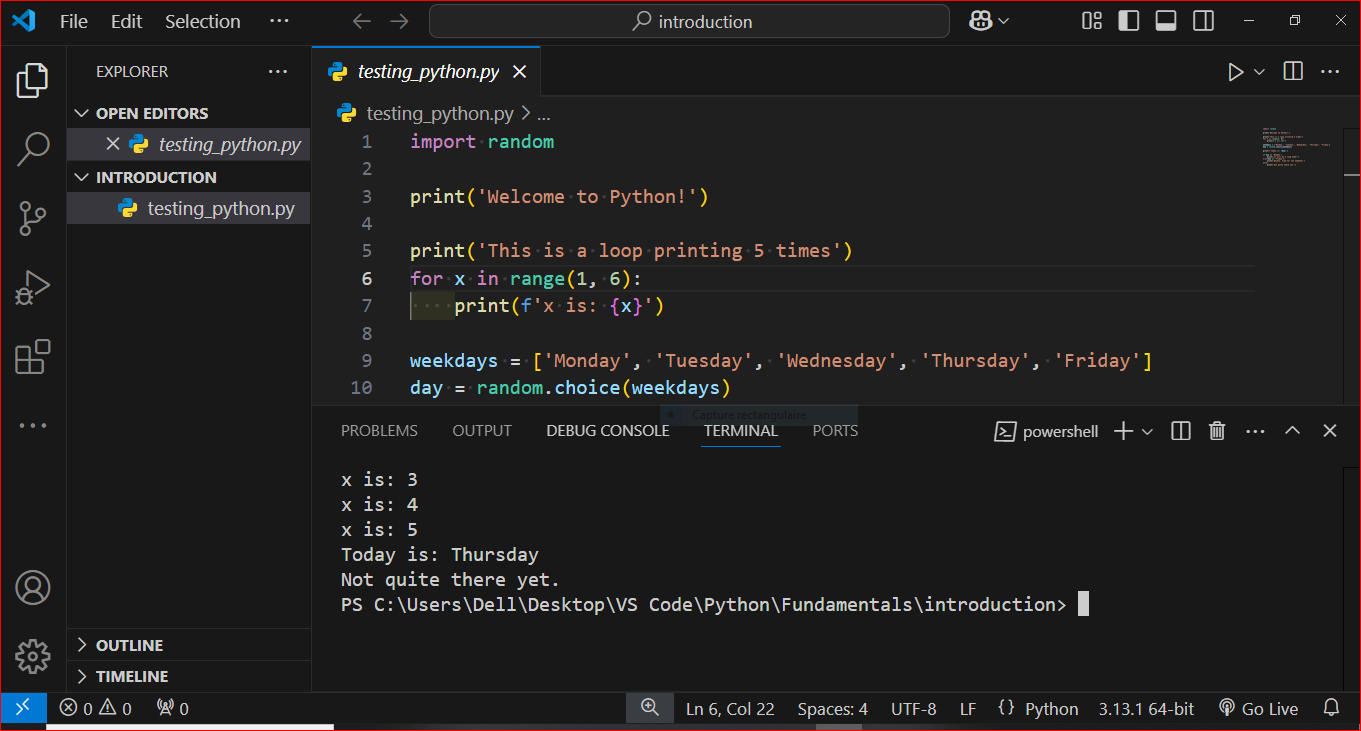 File Edit Selection ··· introduction
EXPLORER ···
OPEN EDITORS
testing_python.py
INTRODUCTION
testing_python.py
OUTLINE
TIMELINE
testing_python.py
testing_python.py > ...
1 import random
2
3 print('Welcome to Python!')
4
5 print('This is a loop printing 5 times')
6 for x in range(1, 6):
7     print(f'x is: {x}')
8
9 weekdays = ['Monday', 'Tuesday', 'Wednesday', 'Thursday', 'Friday']
10 day = random.choice(weekdays)
Capture rectangulaire
PROBLEMS OUTPUT DEBUG CONSOLE TERMINAL PORTS powershell
x is: 3
x is: 4
x is: 5
Today is: Thursday
Not quite there yet.
PS C:\Users\Dell\Desktop\VS Code\Python\Fundamentals\introduction>
0 0 0 Ln 6, Col 22 Spaces: 4 UTF-8 LF {} Python 3.13.1 64-bit Go Live